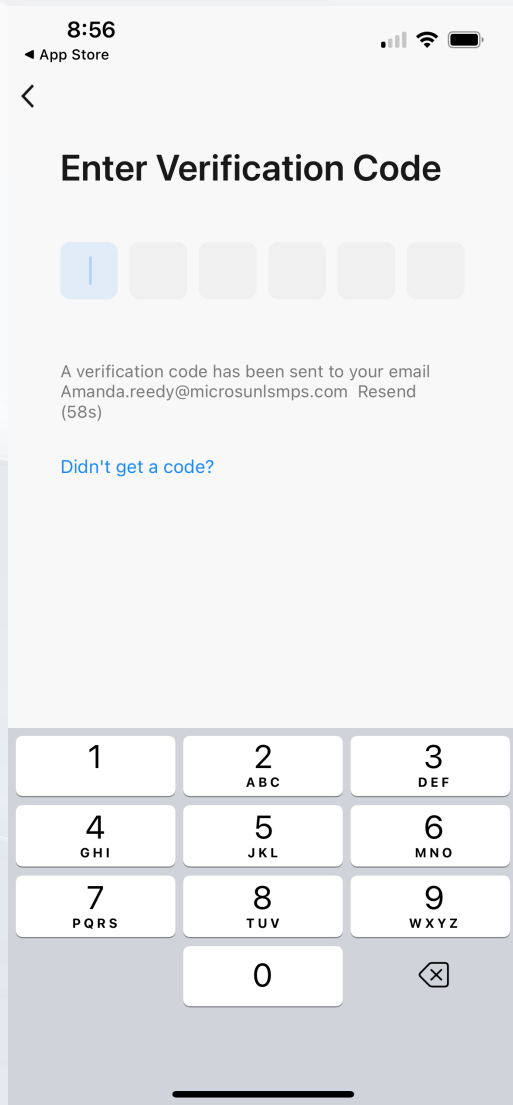 8:56
◀ App Store
Enter Verification Code
A verification code has been sent to your email
Amanda.reedy@microsunlsmps.com Resend
(58s)
Didn't get a code?
1
2
ABC
3
DEF
4
GHI
5
JKL
6
MNO
7
PQRS
8
TUV
9
WXYZ
0